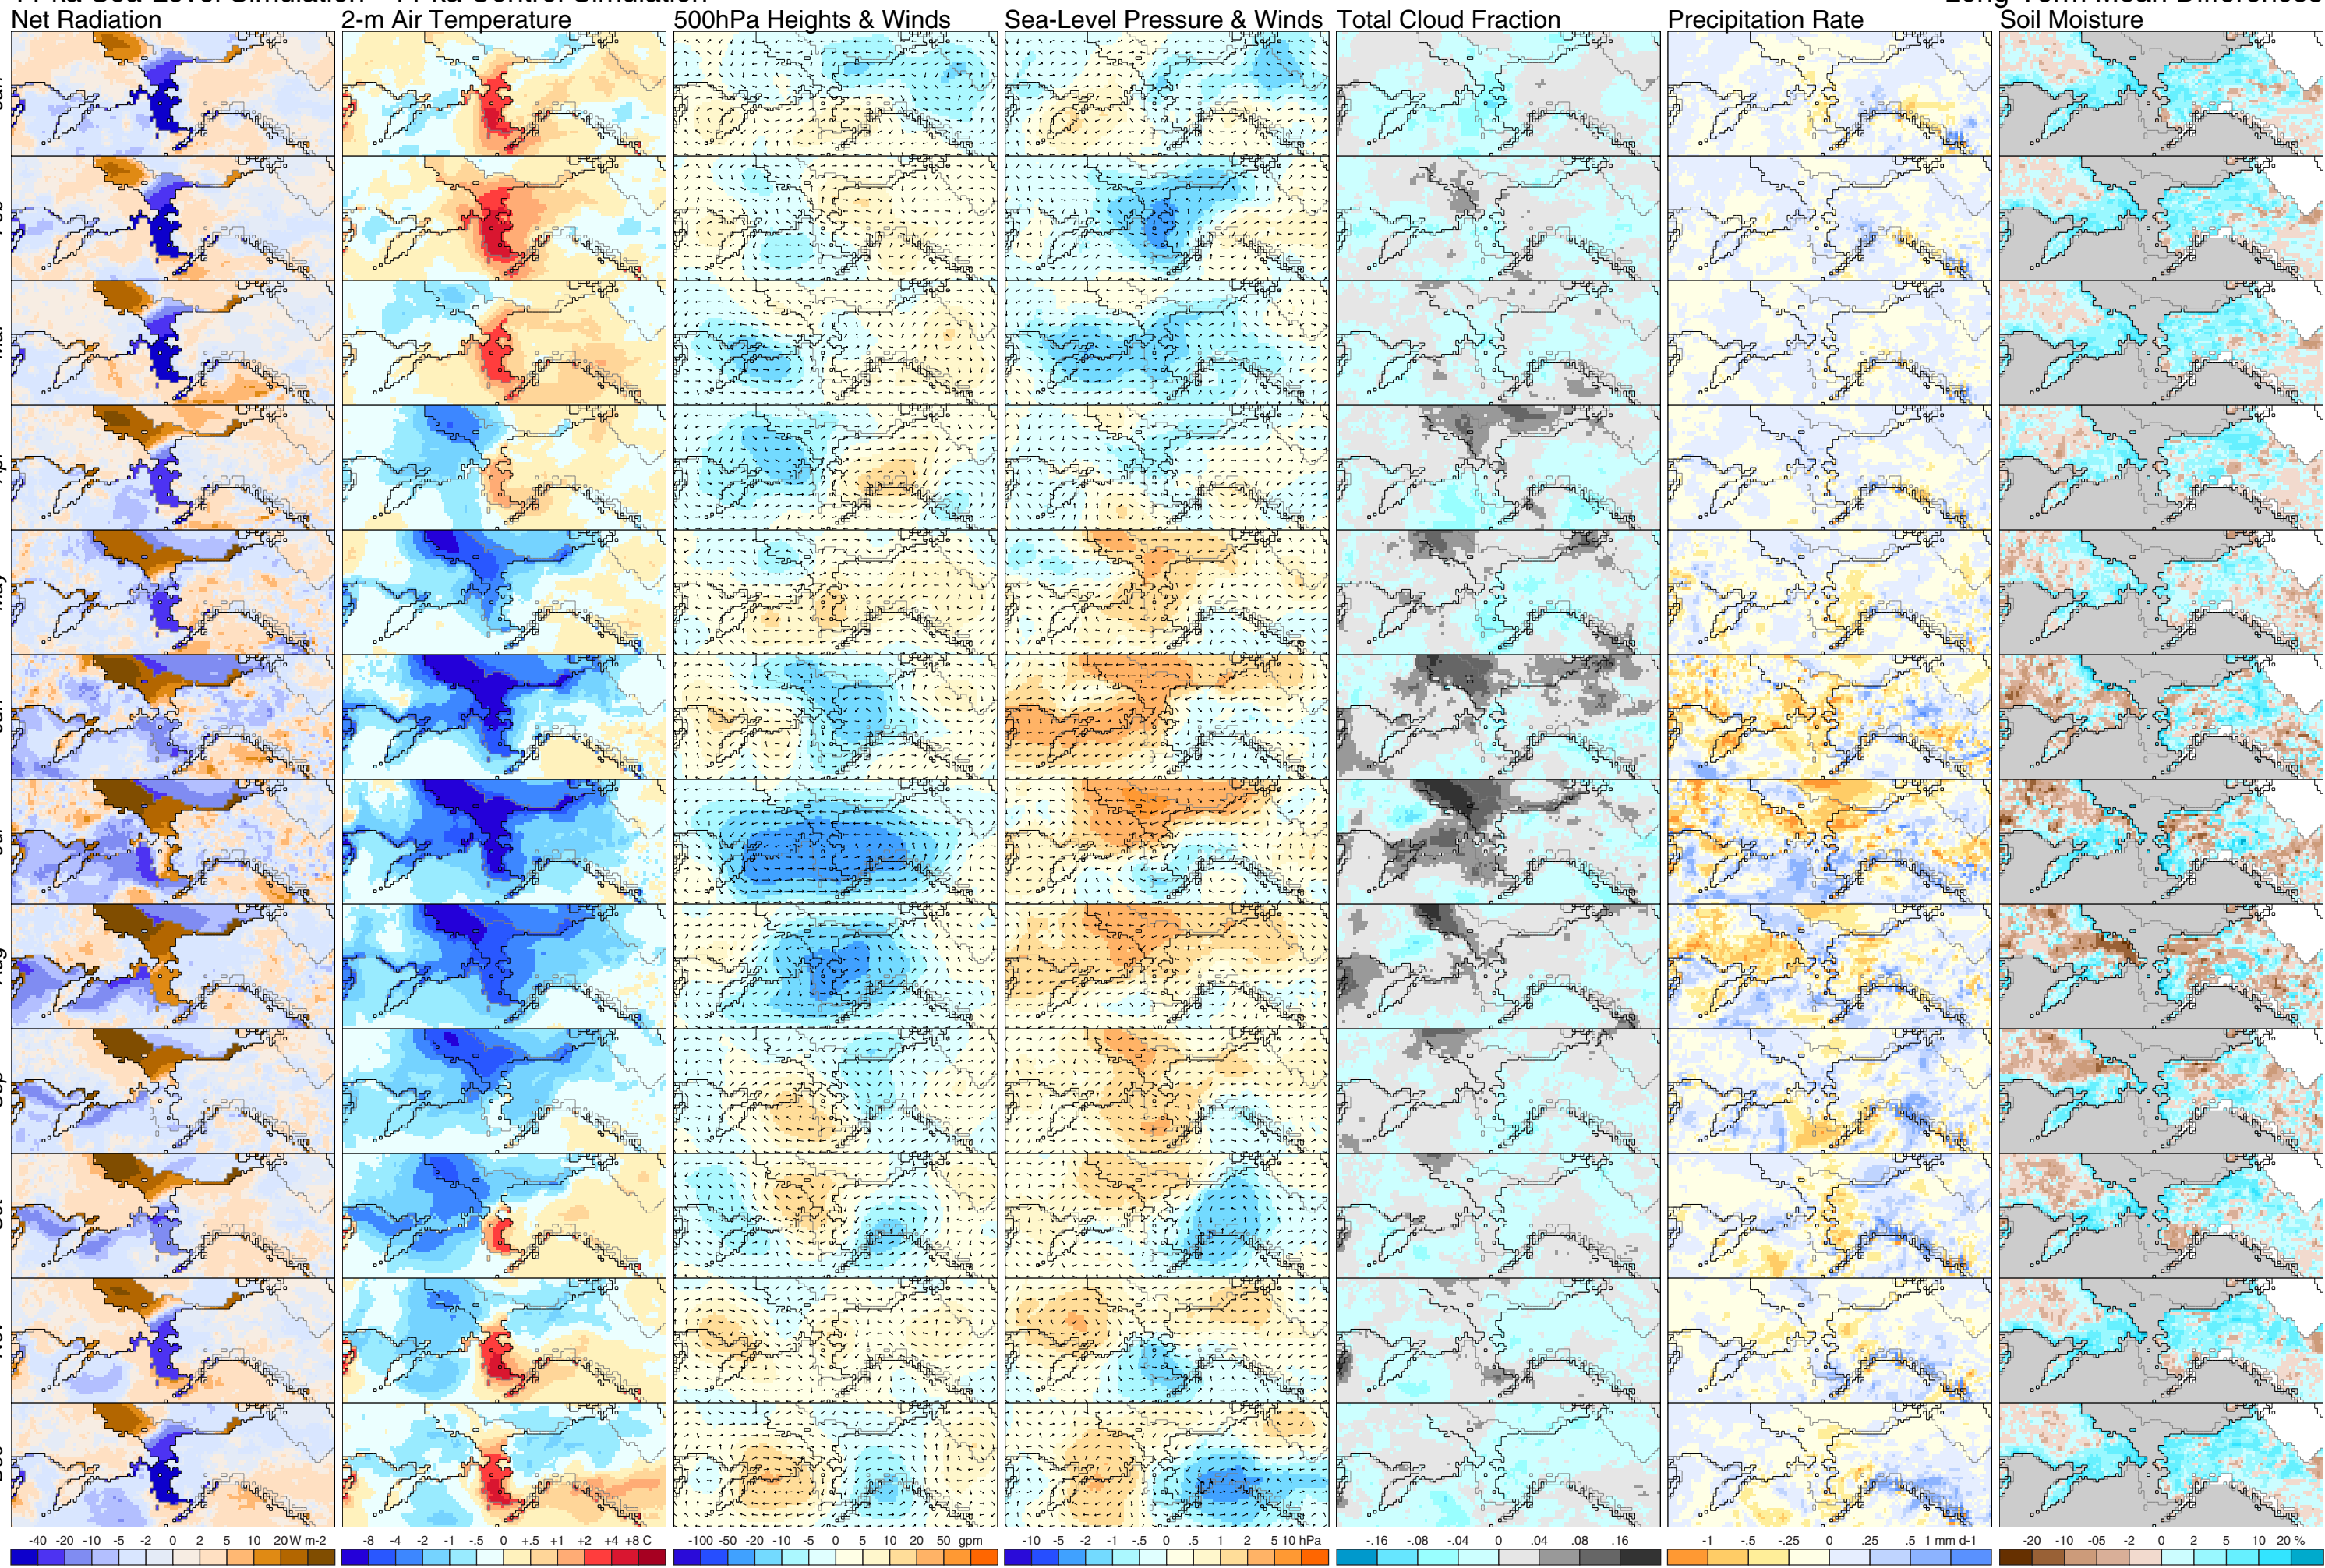 Net Radiation
2-m Air Temperature
500hPa Heights & Winds
Sea-Level Pressure & Winds
Total Cloud Fraction
Precipitation Rate
Soil Moisture
-40 -20 -10 -5 -2 0 2 5 10 20 W m-2
-8 -4 -2 -1 -.5 0 +.5 +1 +2 +4 +8 C
-100 -50 -20 -10 -5 0 5 10 20 50 gpm
-10 -5 -2 -1 -.5 0 .5 1 2 5 10 hPa
-.16 -.08 -.04 0 .04 .08 .16
-1 -.5 -.25 0 .25 .5 1 mm d-1
-20 -10 -05 -2 0 2 5 10 20 %